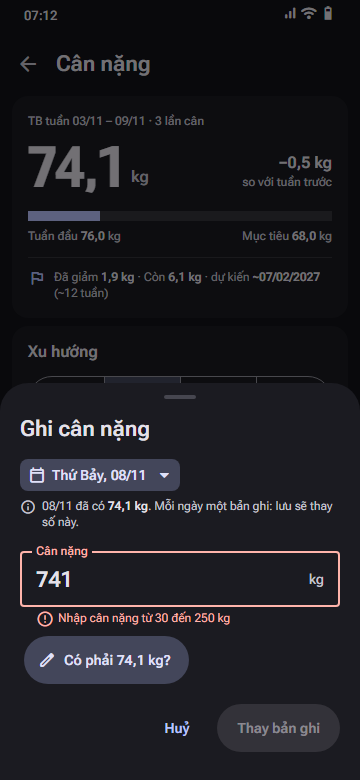 07:12
Cân nặng
TB tuần 03/11 – 09/11 · 3 lần cân
74,1 kg
−0,5 kg
so với tuần trước
Tuần đầu 76,0 kg
Mục tiêu 68,0 kg
Đã giảm 1,9 kg · Còn 6,1 kg · dự kiến ~07/02/2027
(~12 tuần)
Xu hướng
Ghi cân nặng
Thứ Bảy, 08/11
08/11 đã có 74,1 kg. Mỗi ngày một bản ghi: lưu sẽ thay
số này.
Cân nặng
741 kg
Nhập cân nặng từ 30 đến 250 kg
Có phải 74,1 kg?
Huỷ
Thay bản ghi